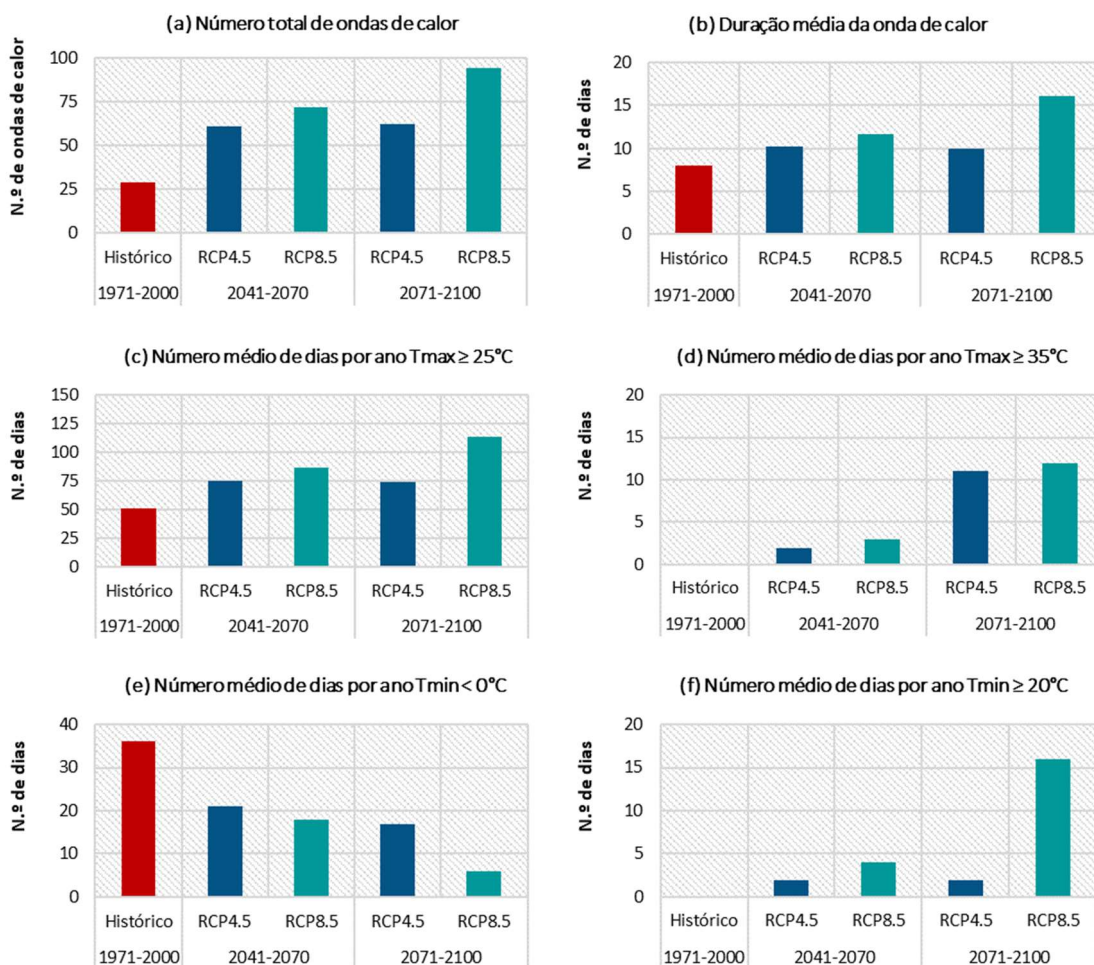 (a) Número total de ondas de calor
N.º de ondas de calor
100
75
50
25
0
Histórico RCP4.5 RCP8.5 RCP4.5 RCP8.5
1971-2000 2041-2070 2071-2100
(b) Duração média da onda de calor
N.º de dias
20
15
10
5
0
Histórico RCP4.5 RCP8.5 RCP4.5 RCP8.5
1971-2000 2041-2070 2071-2100
(c) Número médio de dias por ano Tmax ≥ 25°C
N.º de dias
150
125
100
75
50
25
0
Histórico RCP4.5 RCP8.5 RCP4.5 RCP8.5
1971-2000 2041-2070 2071-2100
(d) Número médio de dias por ano Tmax ≥ 35°C
N.º de dias
20
15
10
5
0
Histórico RCP4.5 RCP8.5 RCP4.5 RCP8.5
1971-2000 2041-2070 2071-2100
(e) Número médio de dias por ano Tmin < 0°C
N.º de dias
40
30
20
10
0
Histórico RCP4.5 RCP8.5 RCP4.5 RCP8.5
1971-2000 2041-2070 2071-2100
(f) Número médio de dias por ano Tmin ≥ 20°C
N.º de dias
20
15
10
5
0
Histórico RCP4.5 RCP8.5 RCP4.5 RCP8.5
1971-2000 2041-2070 2071-2100